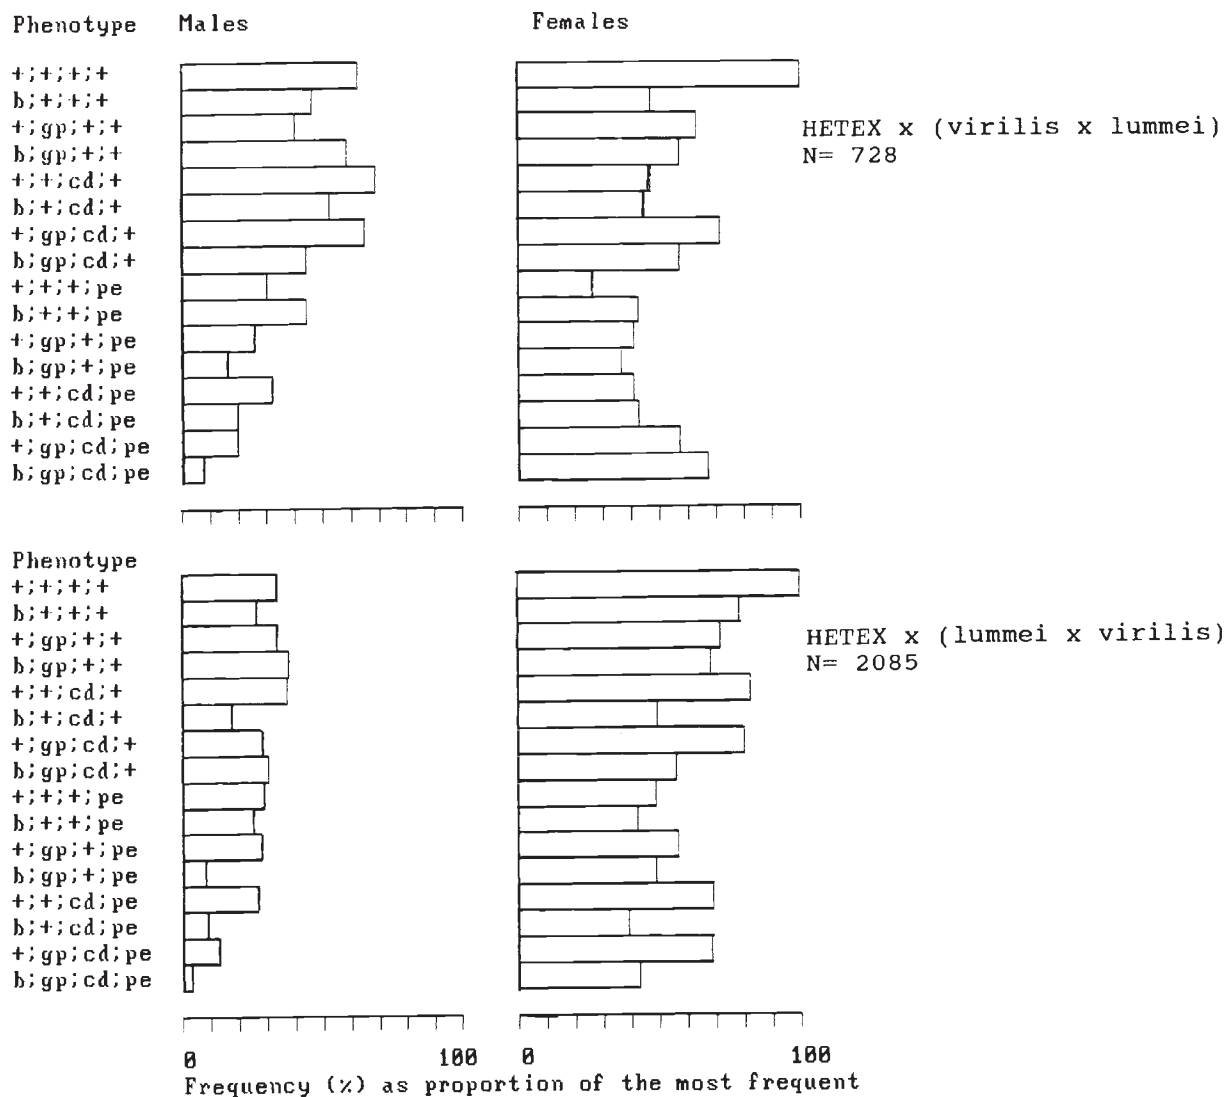 Phenotype Males Females
+;+;+;+
b;+;+;+
+;gp;+;+
b;gp;+;+
+;+;cd;+
b;+;cd;+
+;gp;cd;+
b;gp;cd;+
+;+;+;pe
b;+;+;pe
+;gp;+;pe
b;gp;+;pe
+;+;cd;pe
b;+;cd;pe
+;gp;cd;pe
b;gp;cd;pe
HETEX x (virilis x lummei)
N= 728
Phenotype
+;+;+;+
b;+;+;+
+;gp;+;+
b;gp;+;+
+;+;cd;+
b;+;cd;+
+;gp;cd;+
b;gp;cd;+
+;+;+;pe
b;+;+;pe
+;gp;+;pe
b;gp;+;pe
+;+;cd;pe
b;+;cd;pe
+;gp;cd;pe
b;gp;cd;pe
HETEX x (lummei x virilis)
N= 2085
0 100 0 100
Frequency (%) as proportion of the most frequent